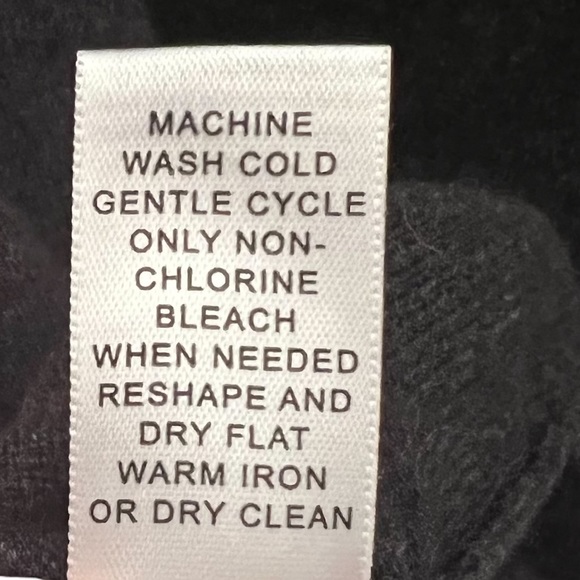 MACHINE
WASH COLD
GENTLE CYCLE
ONLY NON-
CHLORINE
BLEACH
WHEN NEEDED
RESHAPE AND
DRY FLAT
WARM IRON
OR DRY CLEAN